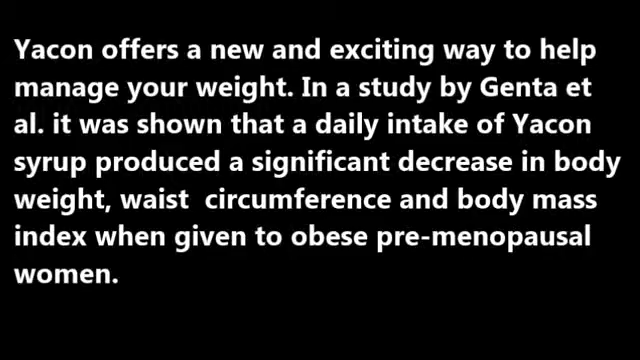 Yacon offers a new and exciting way to help
manage your weight. In a study by Genta et
al. it was shown that a daily intake of Yacon
syrup produced a significant decrease in body
weight, waist  circumference and body mass
index when given to obese pre-menopausal
women.